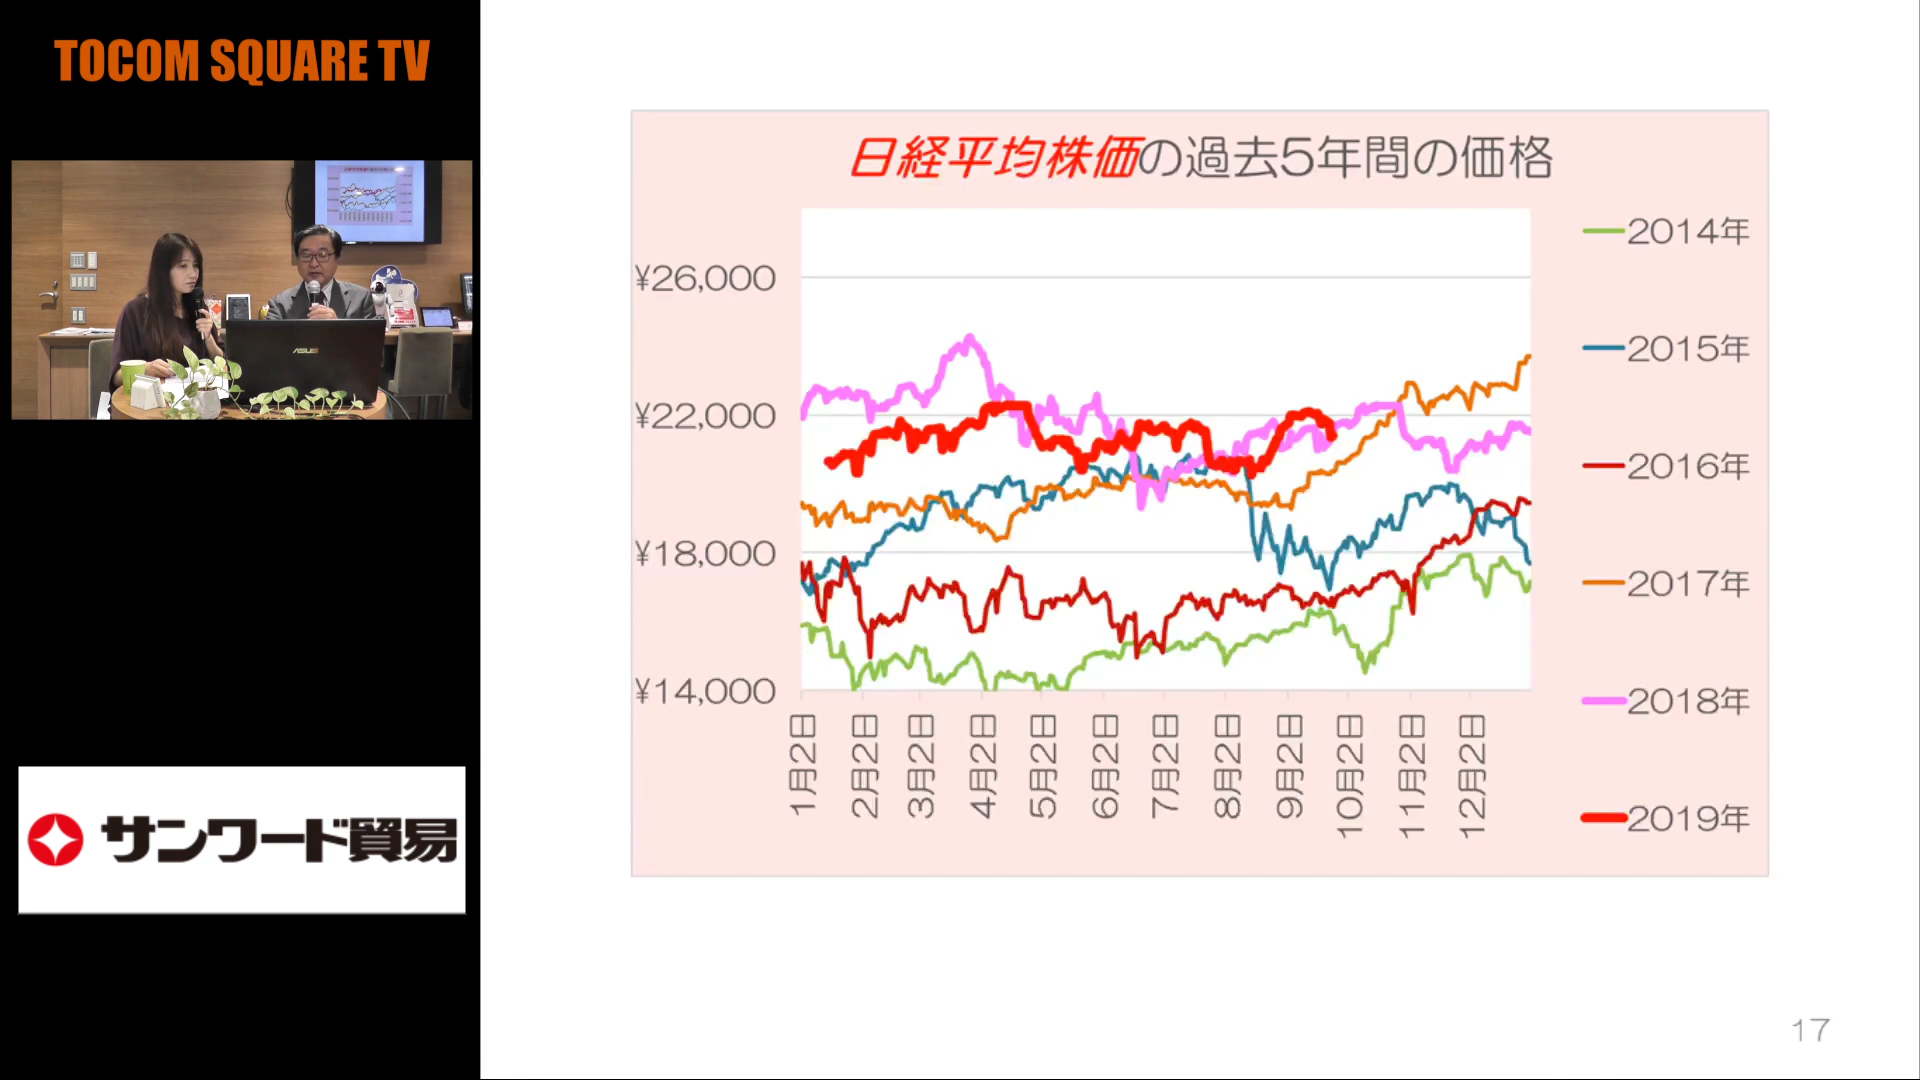 TOCOM SQUARE TV
ASUS
サンワード貿易
日経平均株価の過去5年間の価格
¥26,000
¥22,000
¥18,000
¥14,000
1月2日
2月2日
3月2日
4月2日
5月2日
6月2日
7月2日
8月2日
9月2日
10月2日
11月2日
12月2日
2014年
2015年
2016年
2017年
2018年
2019年
17